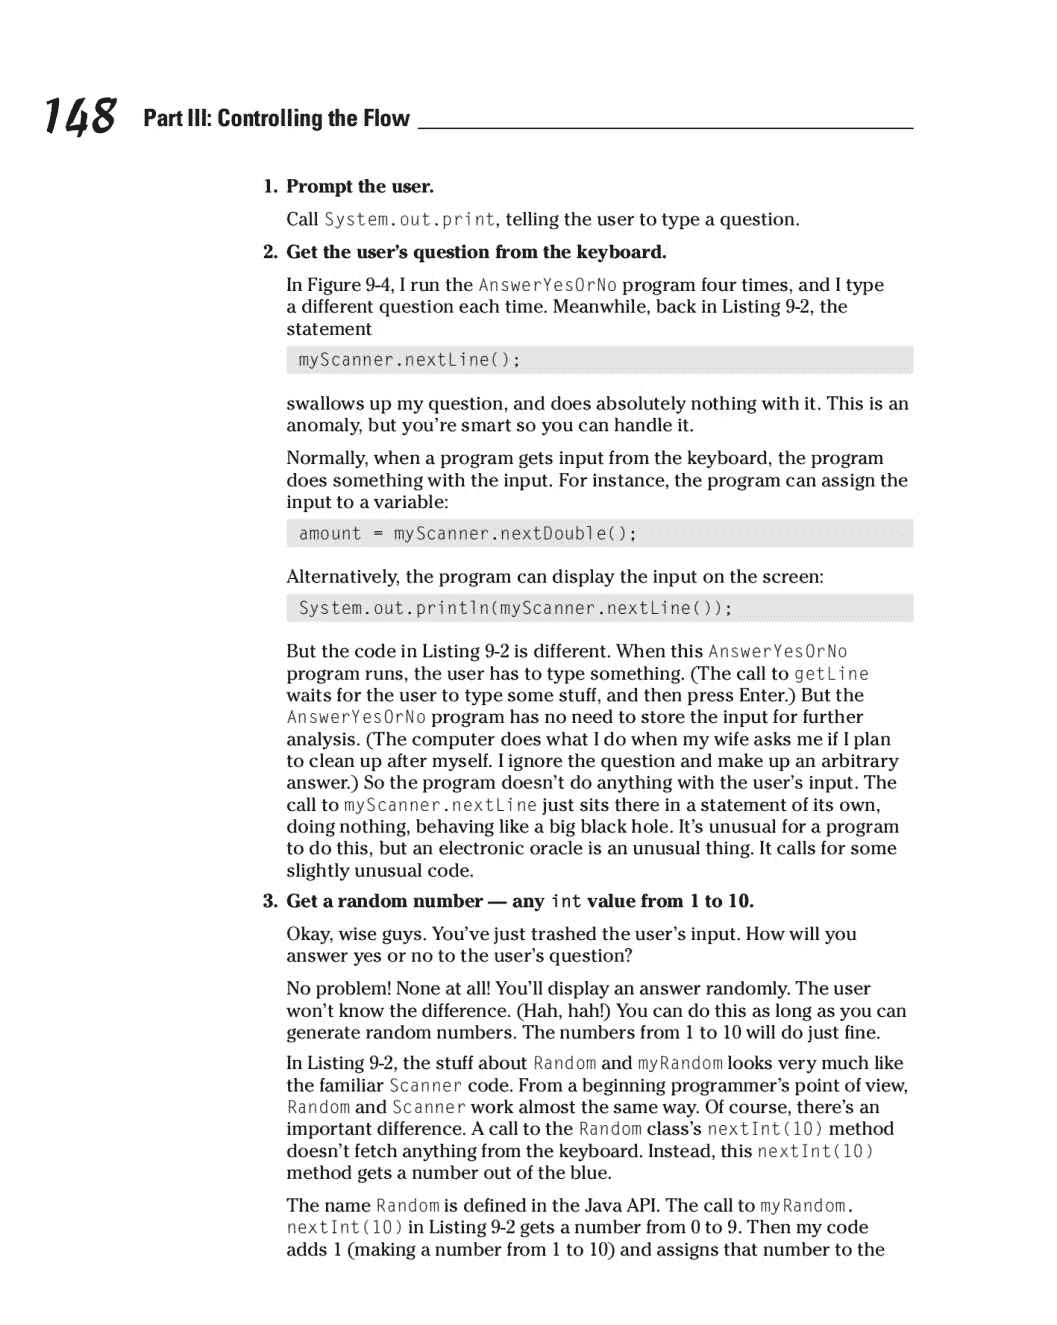 148 Part III: Controlling the Flow
1. Prompt the user.
Call System.out.print, telling the user to type a question.
2. Get the user's question from the keyboard.
In Figure 9-4, I run the AnswerYesOrNo program four times, and I type
a different question each time. Meanwhile, back in Listing 9-2, the
statement
myScanner.nextLine();
swallows up my question, and does absolutely nothing with it. This is an
anomaly, but you're smart so you can handle it.
Normally, when a program gets input from the keyboard, the program
does something with the input. For instance, the program can assign the
input to a variable:
amount = myScanner.nextDouble();
Alternatively, the program can display the input on the screen:
System.out.println(myScanner.nextLine());
But the code in Listing 9-2 is different. When this AnswerYesOrNo
program runs, the user has to type something. (The call to getLine
waits for the user to type some stuff, and then press Enter.) But the
AnswerYesOrNo program has no need to store the input for further
analysis. (The computer does what I do when my wife asks me if I plan
to clean up after myself. I ignore the question and make up an arbitrary
answer.) So the program doesn't do anything with the user's input. The
call to myScanner.nextLine just sits there in a statement of its own,
doing nothing, behaving like a big black hole. It's unusual for a program
to do this, but an electronic oracle is an unusual thing. It calls for some
slightly unusual code.
3. Get a random number — any int value from 1 to 10.
Okay, wise guys. You've just trashed the user's input. How will you
answer yes or no to the user's question?
No problem! None at all! You'll display an answer randomly. The user
won't know the difference. (Hah, hah!) You can do this as long as you can
generate random numbers. The numbers from 1 to 10 will do just fine.
In Listing 9-2, the stuff about Random and myRandom looks very much like
the familiar Scanner code. From a beginning programmer's point of view,
Random and Scanner work almost the same way. Of course, there's an
important difference. A call to the Random class's nextInt(10) method
doesn't fetch anything from the keyboard. Instead, this nextInt(10)
method gets a number out of the blue.
The name Random is defined in the Java API. The call to myRandom.
nextInt(10) in Listing 9-2 gets a number from 0 to 9. Then my code
adds 1 (making a number from 1 to 10) and assigns that number to the